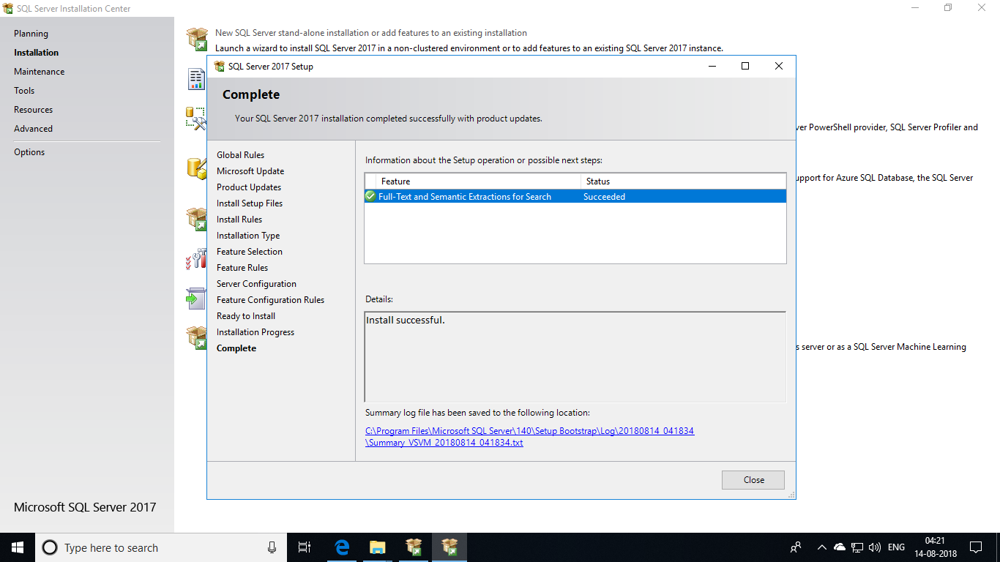 SQL Server Installation Center
Planning
Installation
Maintenance
Tools
Resources
Advanced
Options
Microsoft SQL Server 2017
New SQL Server stand-alone installation or add features to an existing installation
Launch a wizard to install SQL Server 2017 in a non-clustered environment or to add features to an existing SQL Server 2017 instance.
PowerShell provider, SQL Server Profiler and
for Azure SQL Database, the SQL Server
server or as a SQL Server Machine Learning
SQL Server 2017 Setup
Complete
Your SQL Server 2017 installation completed successfully with product updates.
Global Rules
Microsoft Update
Product Updates
Install Setup Files
Install Rules
Installation Type
Feature Selection
Feature Rules
Server Configuration
Feature Configuration Rules
Ready to Install
Installation Progress
Complete
Information about the Setup operation or possible next steps:
Feature Status
Full-Text and Semantic Extractions for Search Succeeded
Details:
Install successful.
Summary log file has been saved to the following location:
C:\Program Files\Microsoft SQL Server\140\Setup Bootstrap\Log\20180814_041834
\Summary_VSVM_20180814_041834.txt
Close
Type here to search
ENG
04:21
14-08-2018